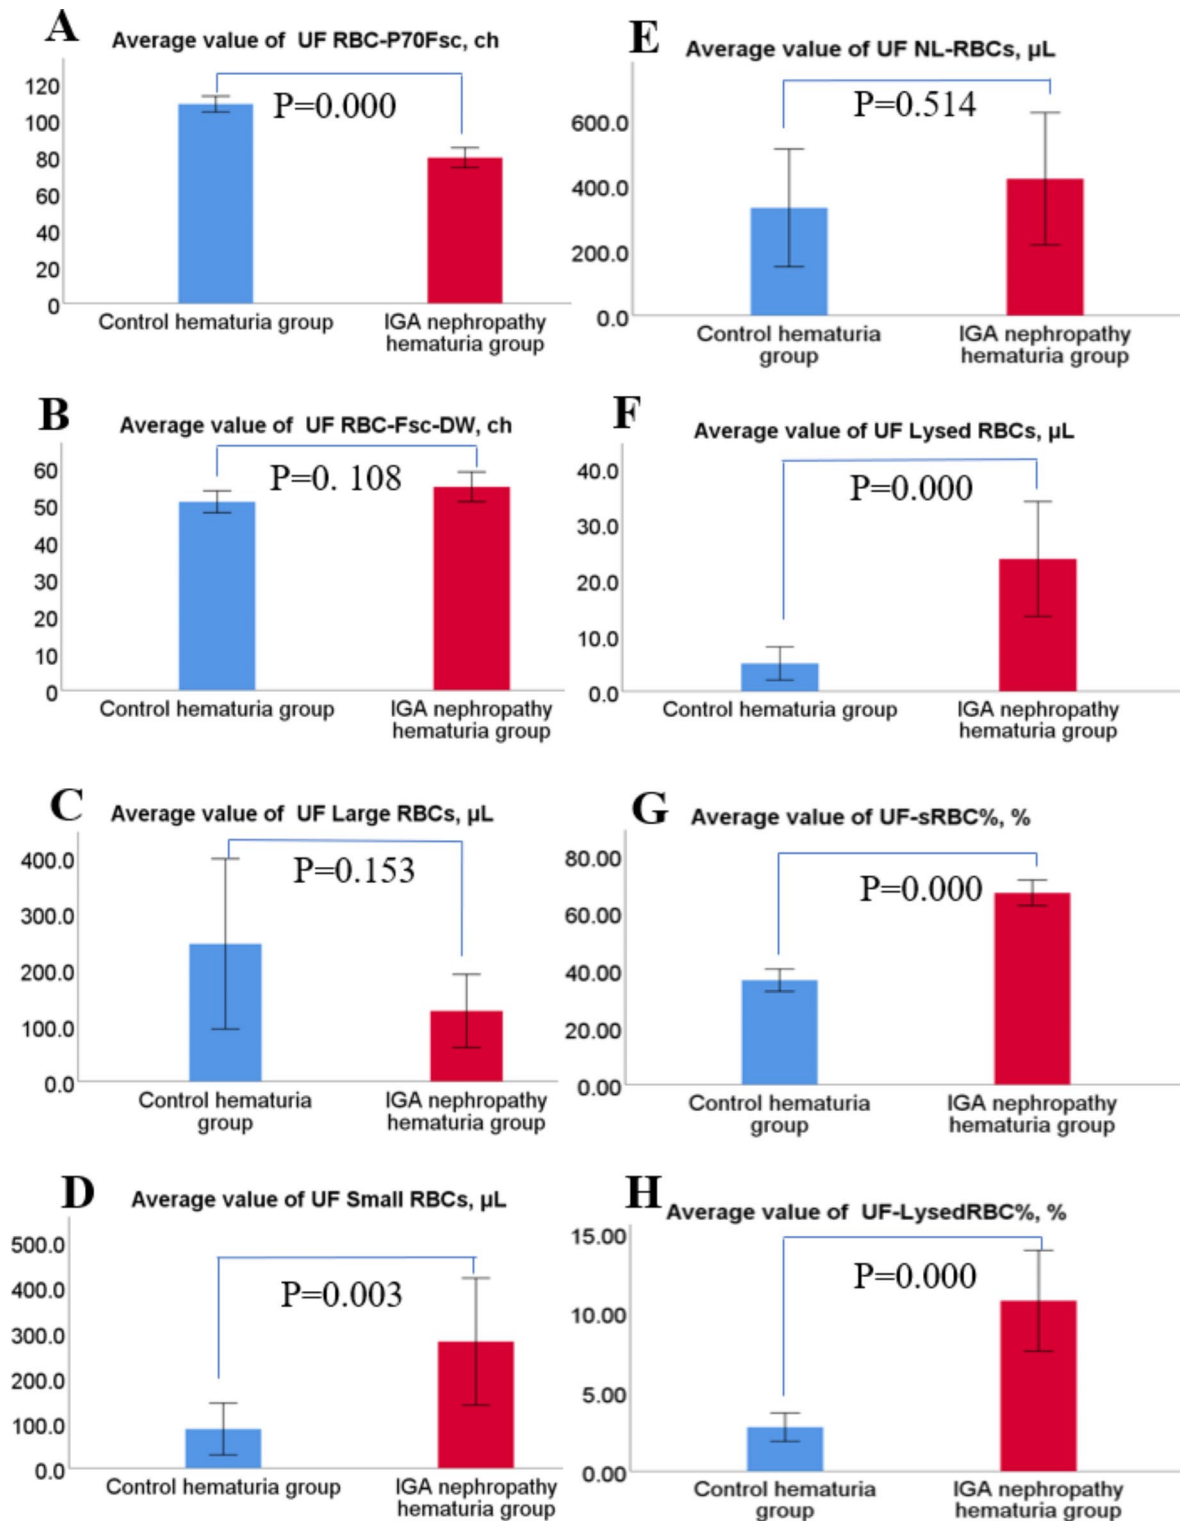 A
Average value of UF RBC-P70Fsc, ch
120
100
80
60
40
20
0
P=0.000
Control hematuria group
IGA nephropathy
hematuria group
B
Average value of UF RBC-Fsc-DW, ch
60
50
40
30
20
10
0
P=0. 108
Control hematuria group
IGA nephropathy
hematuria group
C
Average value of UF Large RBCs, µL
400.0
300.0
200.0
100.0
0.0
P=0.153
Control hematuria
group
IGA nephropathy
hematuria group
D
Average value of UF Small RBCs, µL
500.0
400.0
300.0
200.0
100.0
0.0
P=0.003
Control hematuria group
IGA nephropathy
hematuria group
E
Average value of UF NL-RBCs, µL
600.0
400.0
200.0
0.0
P=0.514
Control hematuria
group
IGA nephropathy
hematuria group
F
Average value of UF Lysed RBCs, µL
40.0
30.0
20.0
10.0
0.0
P=0.000
Control hematuria group
IGA nephropathy
hematuria group
G
Average value of UF-sRBC%, %
80.00
60.00
40.00
20.00
0.00
P=0.000
Control hematuria
group
IGA nephropathy
hematuria group
H
Average value of UF-LysedRBC%, %
15.00
10.00
5.00
0.00
P=0.000
Control hematuria
group
IGA nephropathy
hematuria group